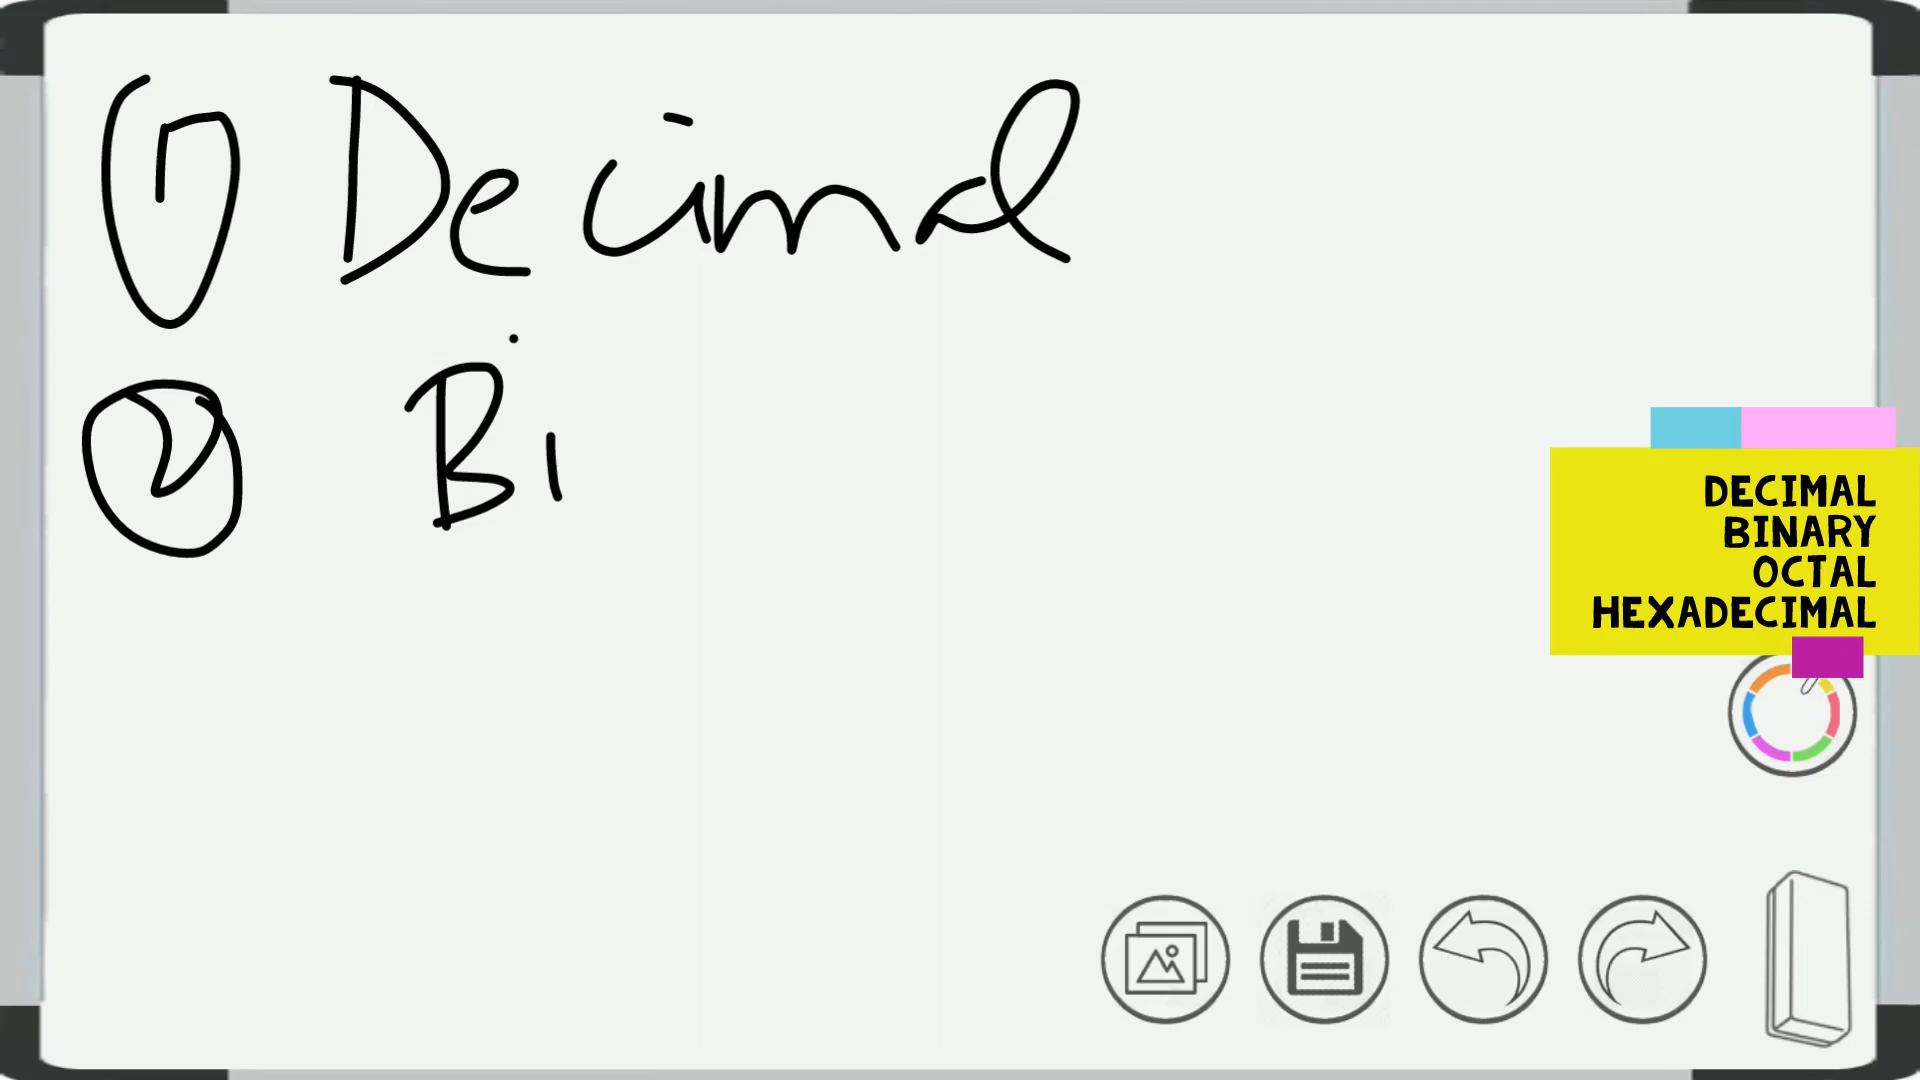 ① Decimal
② Bi
DECIMAL
BINARY
OCTAL
HEXADECIMAL